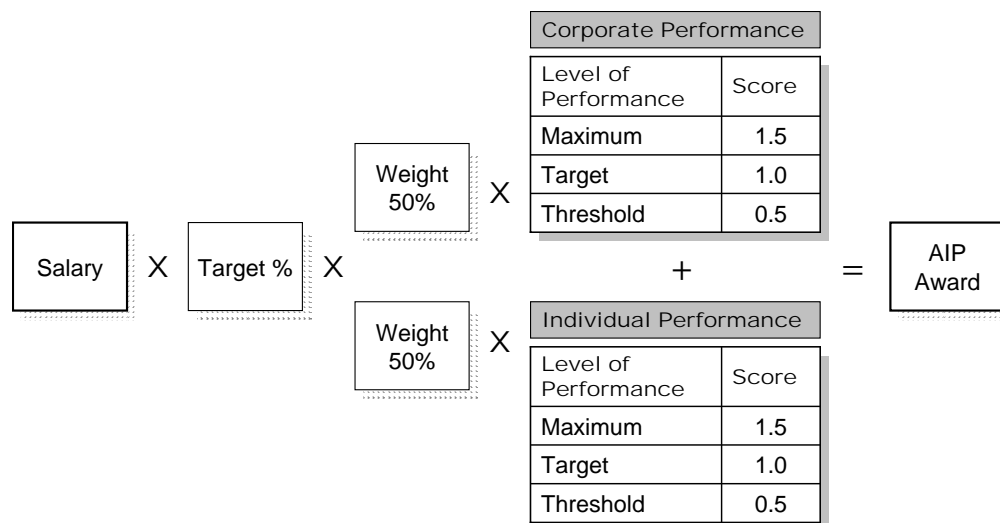 Corporate Performance
Level of Performance Score
Maximum 1.5
Target 1.0
Threshold 0.5
Weight
50%
X
Salary X Target % X
+
=
AIP
Award
Weight
50%
X
Individual Performance
Level of Performance Score
Maximum 1.5
Target 1.0
Threshold 0.5